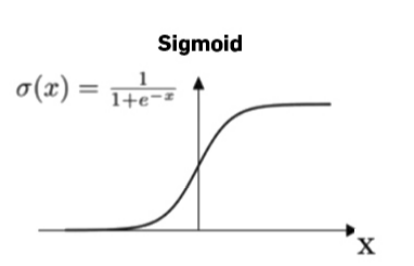 Sigmoid
σ(x) = 1/(1+e^{-x})
X